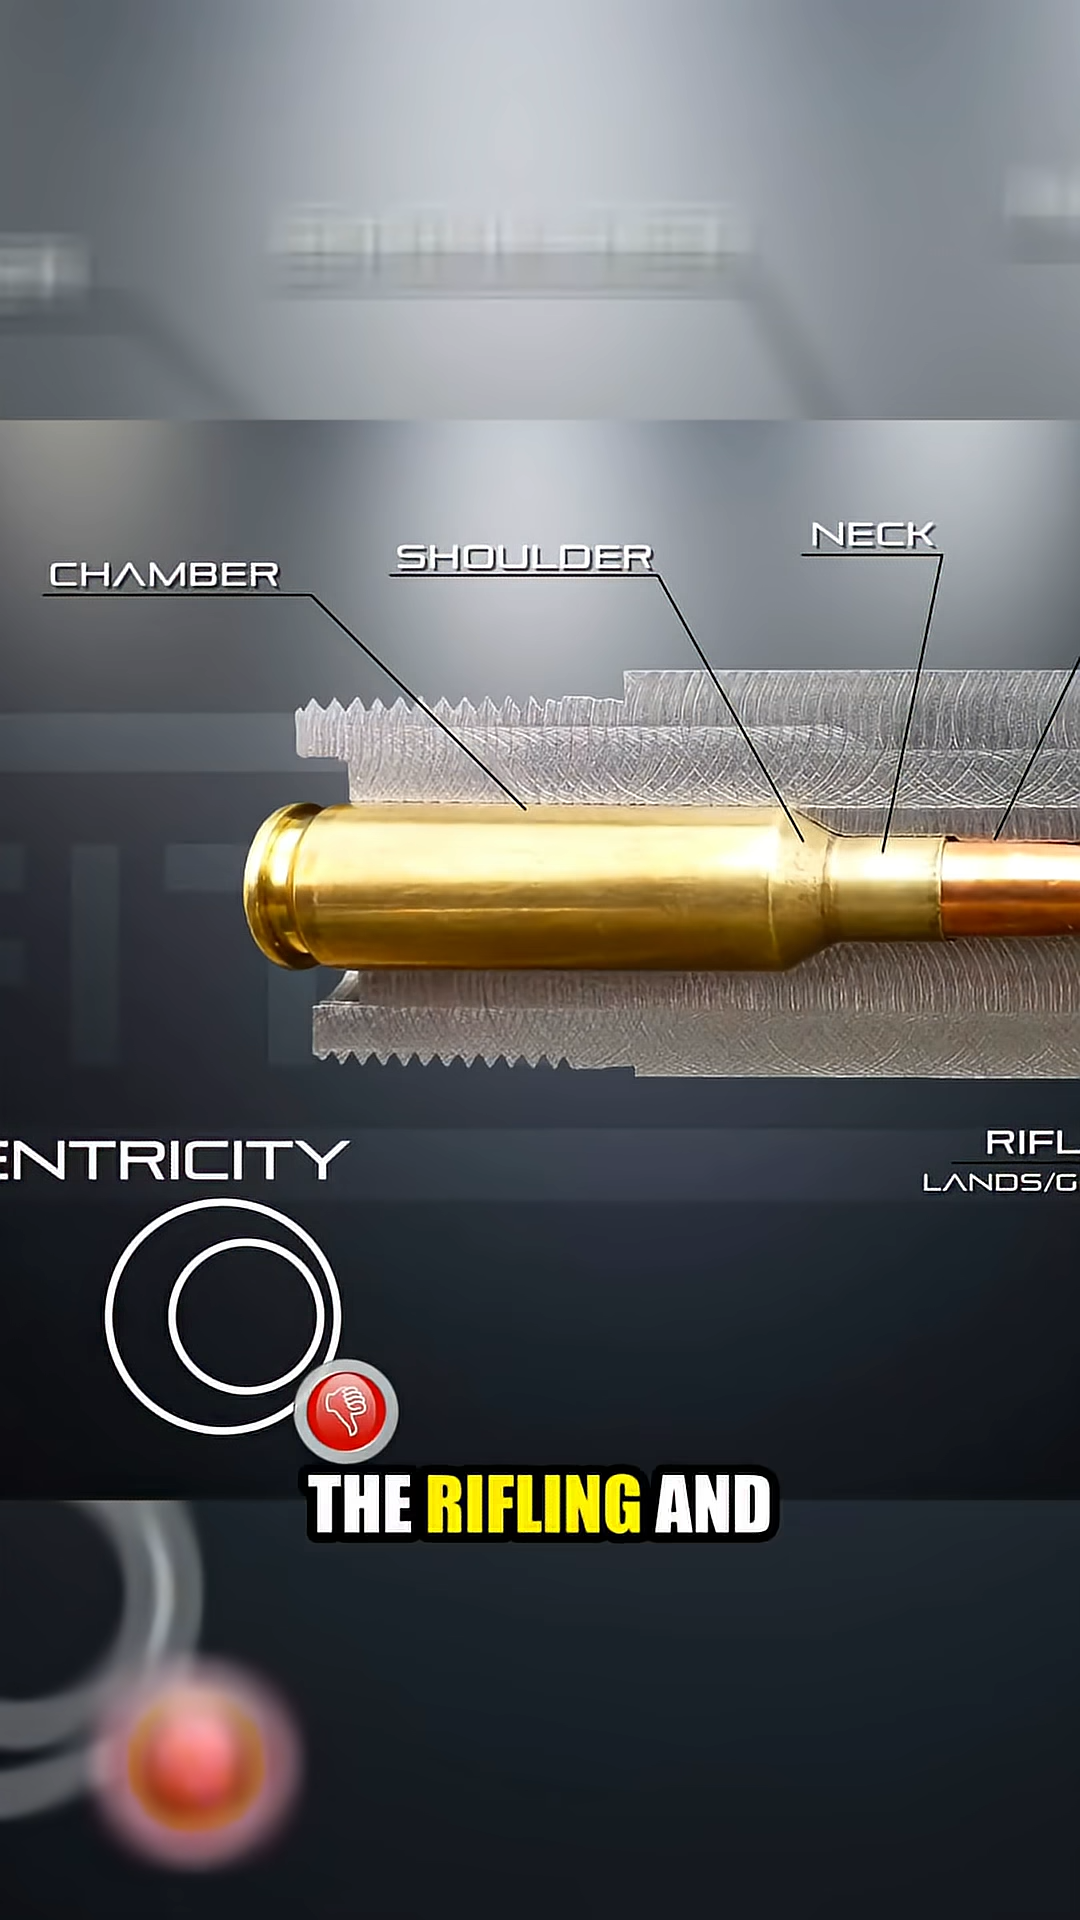 NECK
SHOULDER
CHAMBER
ENTRICITY
RIFL
LANDS/G
THE RIFLING AND